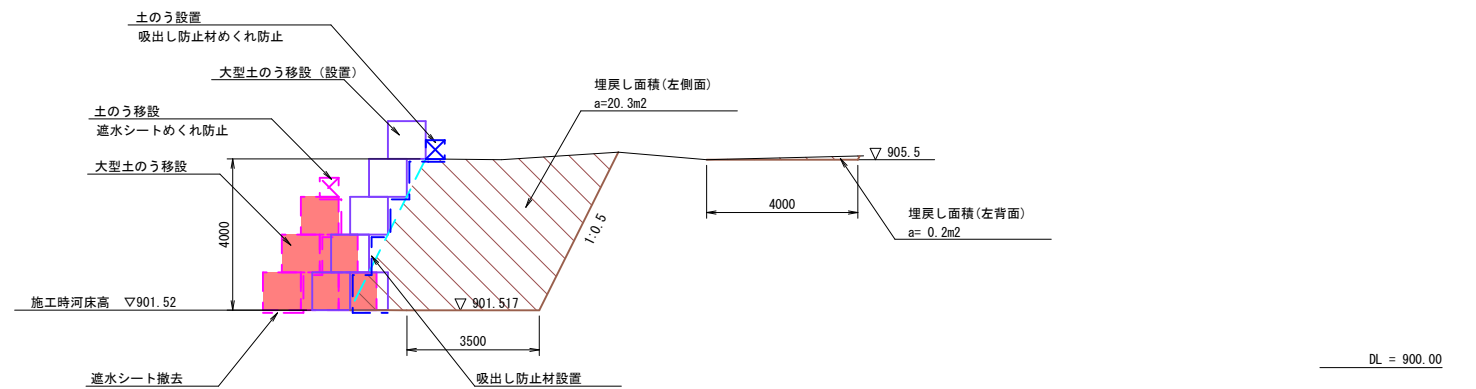 土のう設置
吸出し防止材めくれ防止
大型土のう移設（設置）
土のう移設
遮水シートめくれ防止
大型土のう移設
埋戻し面積(左側面)
a=20.3m2
▽ 905.5
4000
埋戻し面積(左背面)
a= 0.2m2
4000
1:0.5
施工時河床高 ▽901.52
▽ 901.517
3500
遮水シート撤去
吸出し防止材設置
DL = 900.00